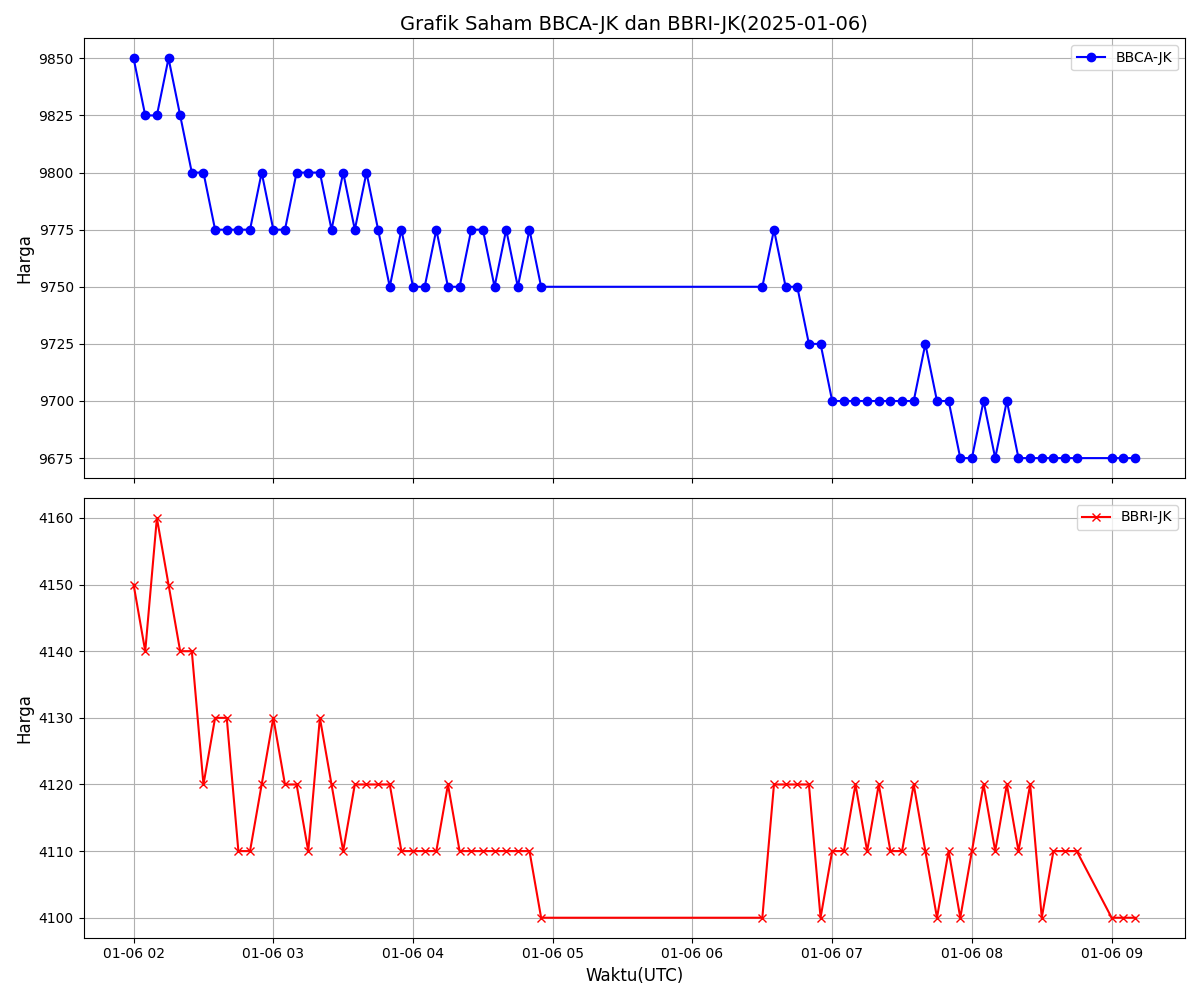 Grafik Saham BBCA-JK dan BBRI-JK(2025-01-06)
BBCA-JK
9850
9825
9800
9775
9750
9725
9700
9675
Harga
BBRI-JK
4160
4150
4140
4130
4120
4110
4100
Harga
01-06 02 01-06 03 01-06 04 01-06 05 01-06 06 01-06 07 01-06 08 01-06 09
Waktu(UTC)